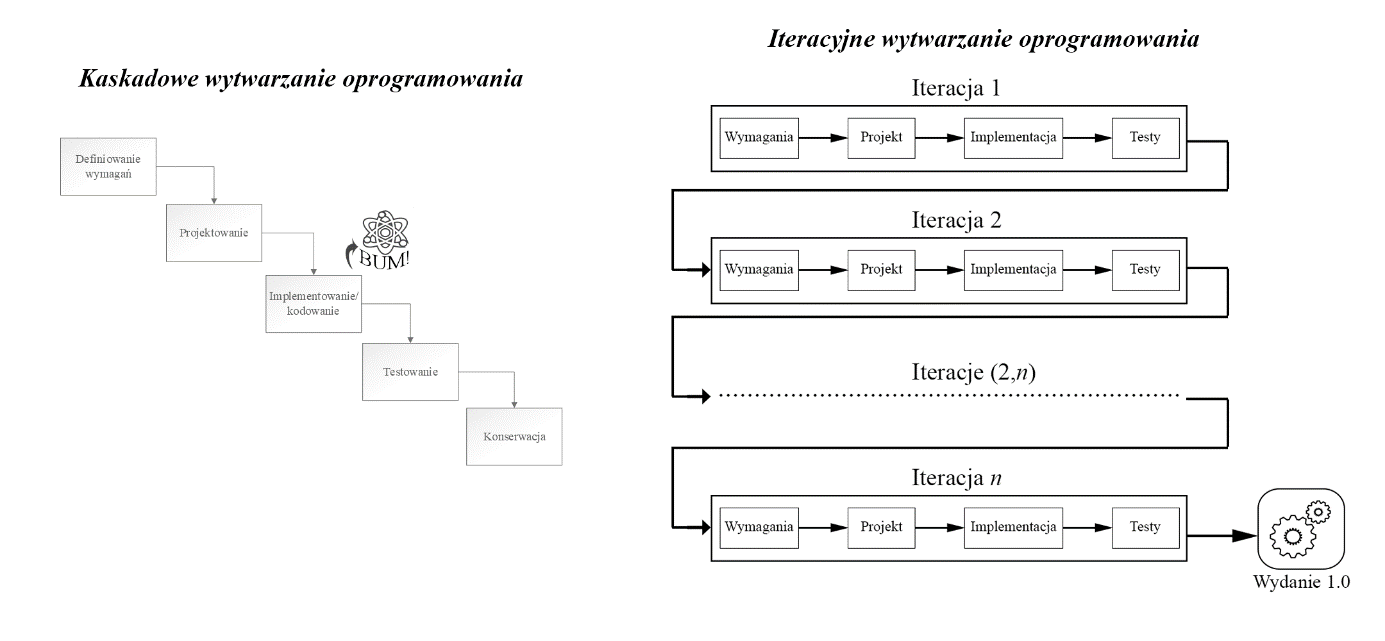 Kaskadowe wytwarzanie oprogramowania
Definiowanie
wymagań
Projektowanie
BUM!
Implementowanie/
kodowanie
Testowanie
Konserwacja
Iteracyjne wytwarzanie oprogramowania
Iteracja 1
Wymagania Projekt Implementacja Testy
Iteracja 2
Wymagania Projekt Implementacja Testy
Iteracje (2,n)
Iteracja n
Wymagania Projekt Implementacja Testy
Wydanie 1.0